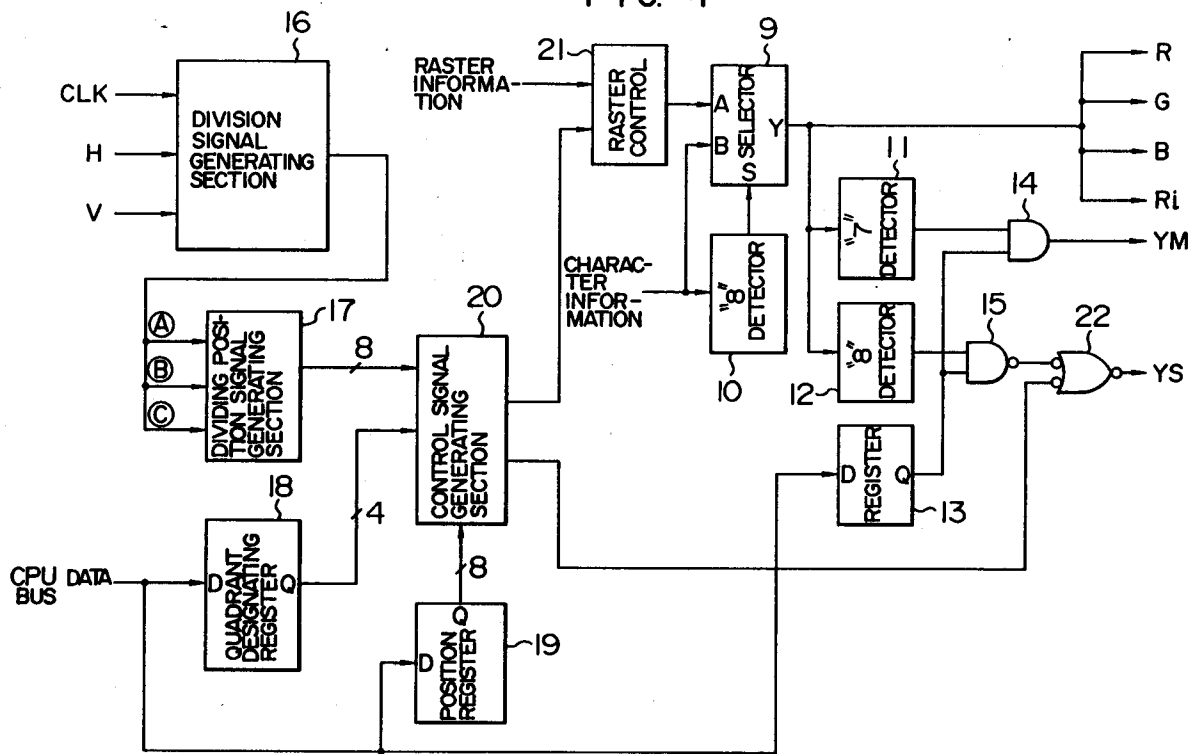 16
CLK
H
V
DIVISION
SIGNAL
GENERATING
SECTION
21
RASTER
INFORMA-
TION
RASTER
CONTROL
9
A
B
S
Y
SELECTOR
R
G
B
Ri
YM
YS
11
"7"
DETECTOR
14
CHARAC-
TER
INFOR-
MATION
"8"
DETECTOR
10
12
"8"
DETECTOR
15
22
A
B
C
17
DIVIDING POSI-
TION SIGNAL
GENERATING
SECTION
8
20
CONTROL SIGNAL
GENERATING
SECTION
4
8
18
CPU DATA
BUS
D
Q
QUADRANT
DESIGNATING
REGISTER
D
Q
POSITION
REGISTER
19
D
Q
REGISTER
13